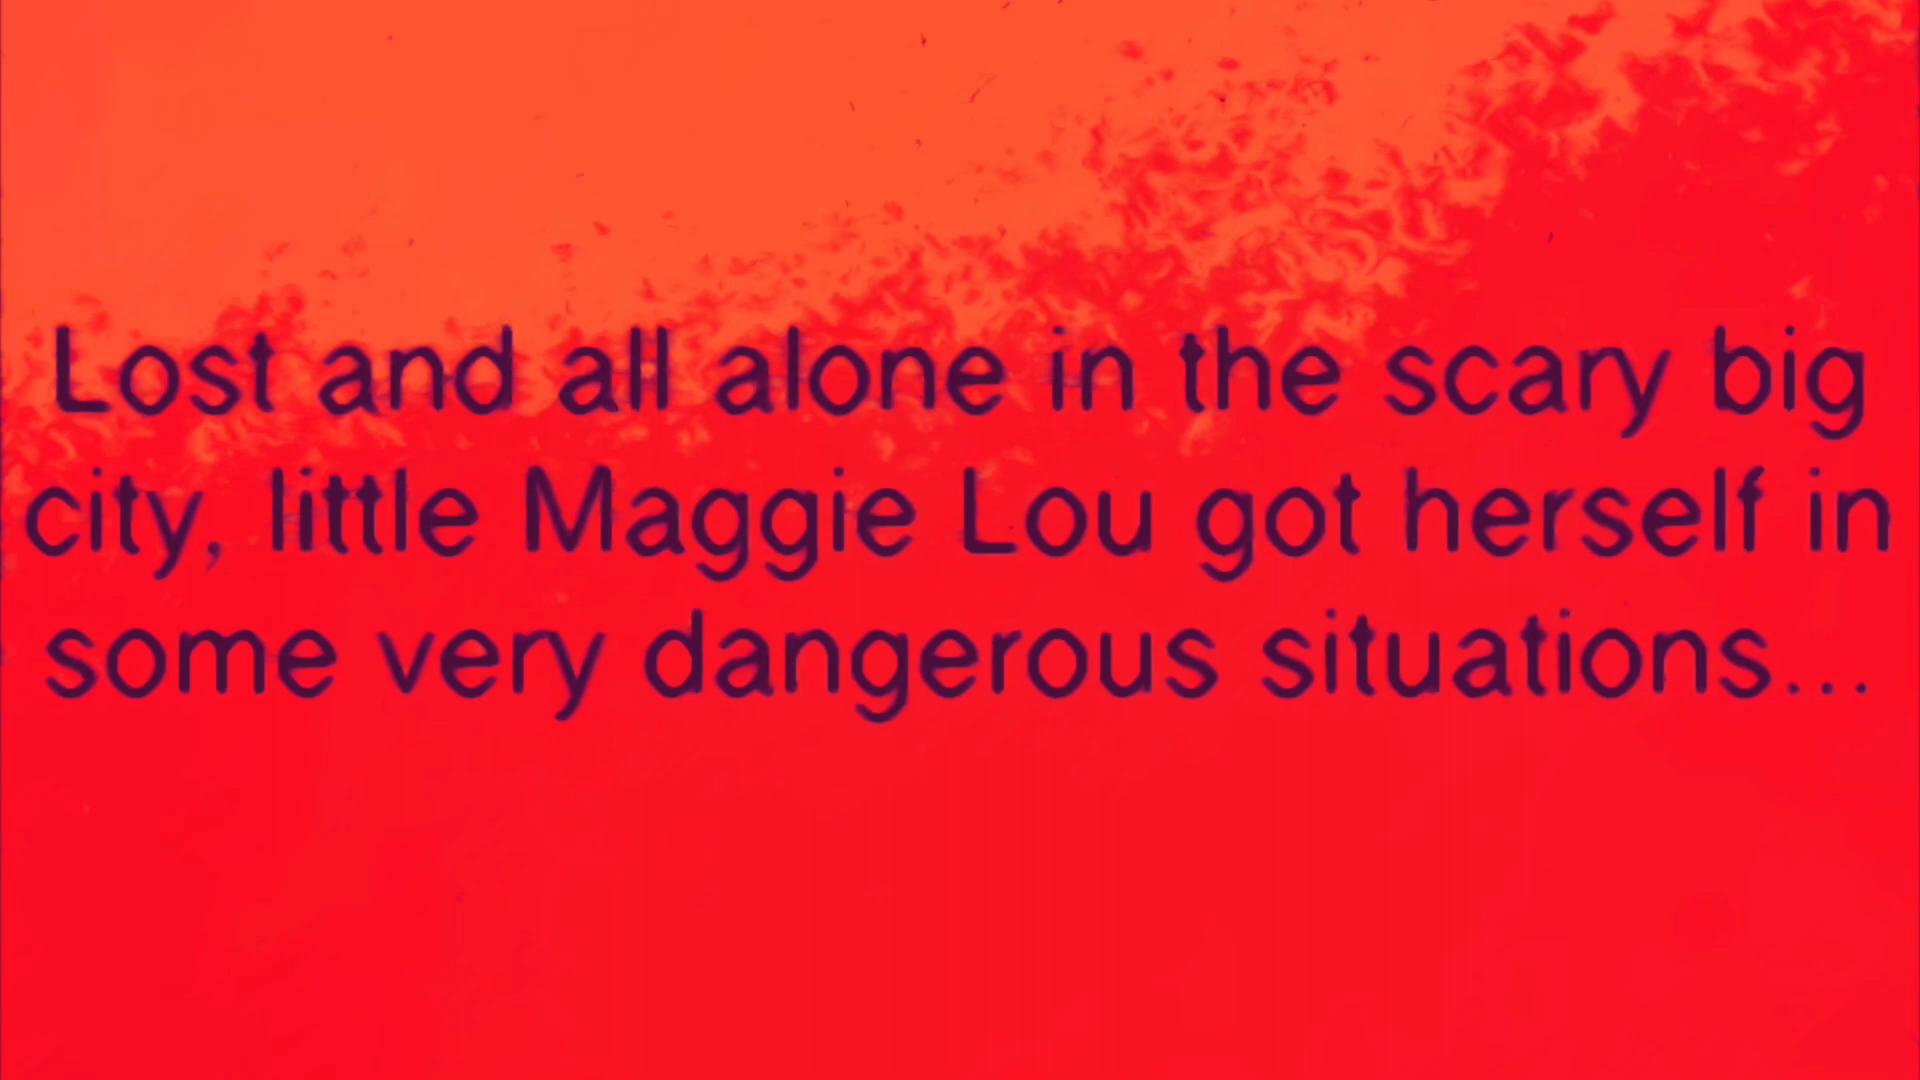 Lost and all alone in the scary big
city, little Maggie Lou got herself in
some very dangerous situations...